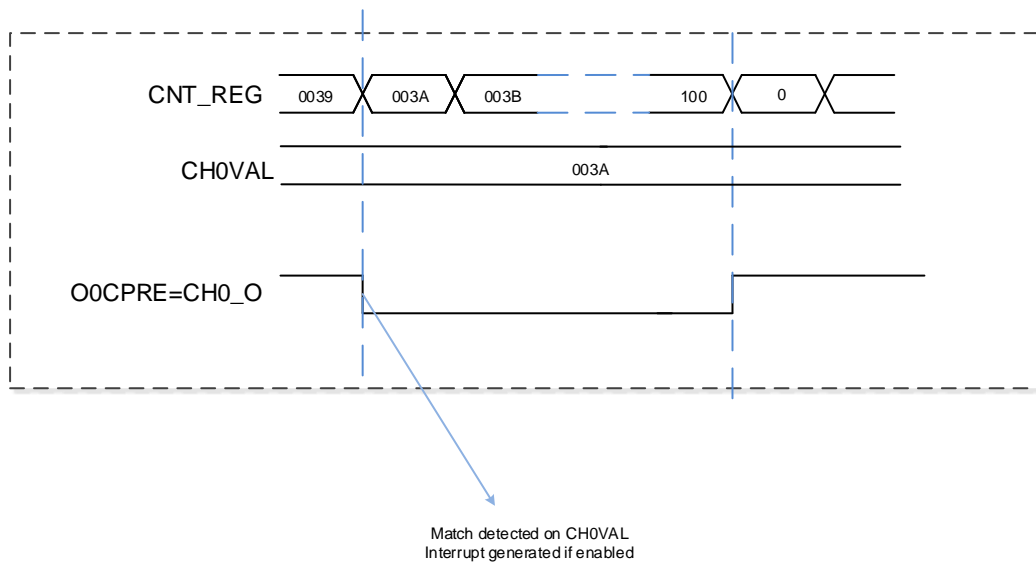 CNT_REG
0039
003A
003B
100
0
CH0VAL
003A
O0CPRE=CH0_O
Match detected on CH0VAL
Interrupt generated if enabled